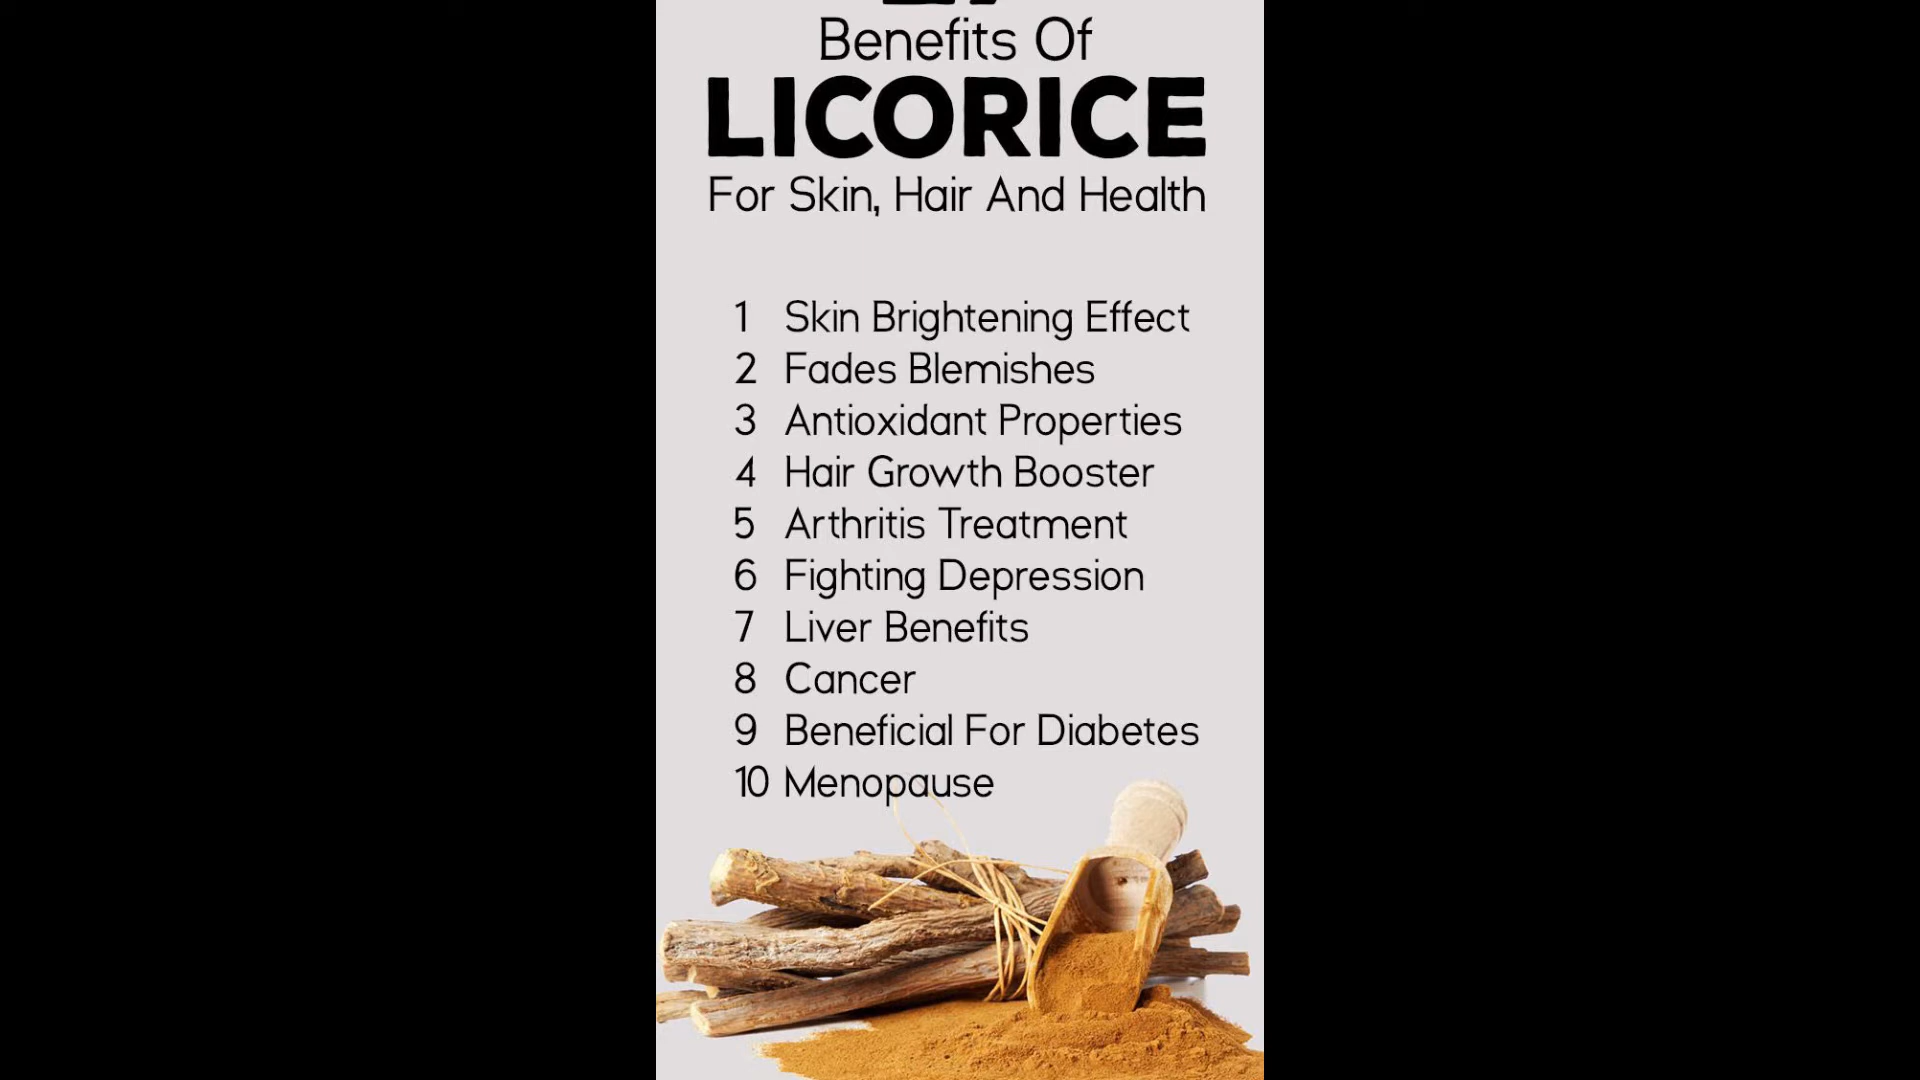 Benefits Of
LICORICE
For Skin, Hair And Health
1 Skin Brightening Effect
2 Fades Blemishes
3 Antioxidant Properties
4 Hair Growth Booster
5 Arthritis Treatment
6 Fighting Depression
7 Liver Benefits
8 Cancer
9 Beneficial For Diabetes
10 Menopause